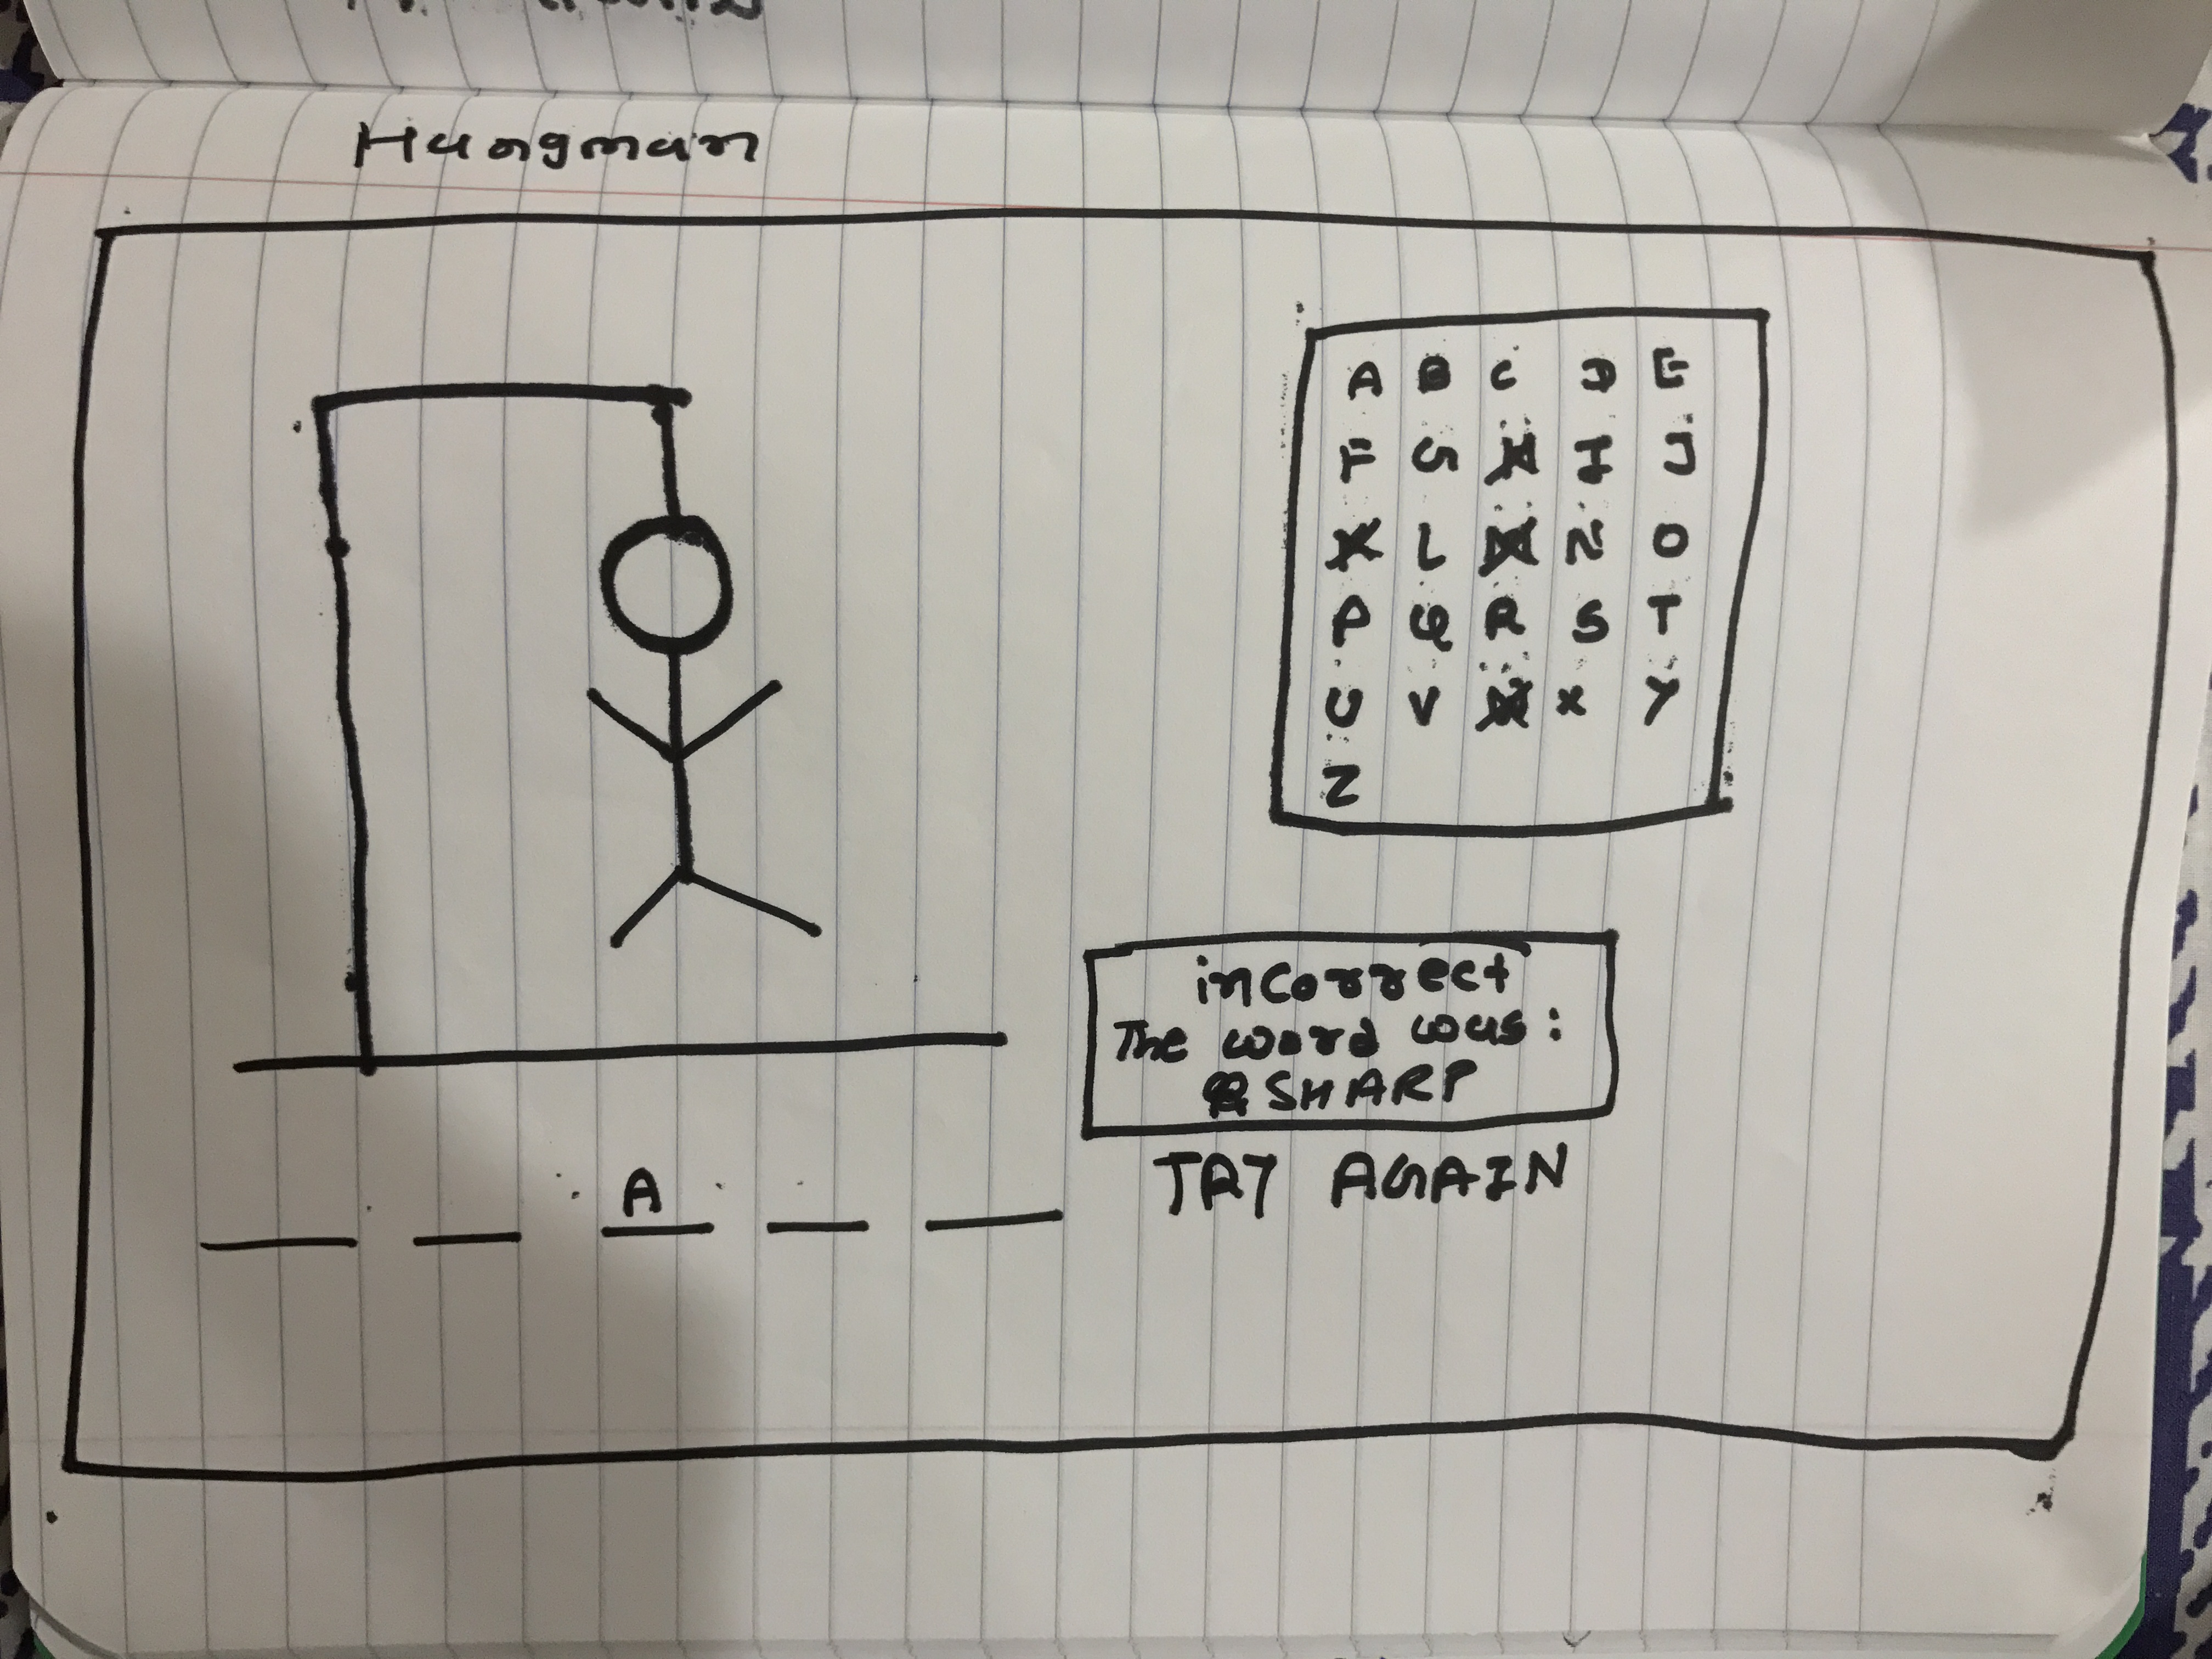 Hangman
A B C D E
F G I J
L N O
P Q R S T
U V X Y
Z
incorrect
The word was:
SHARP
TRY AGAIN
A